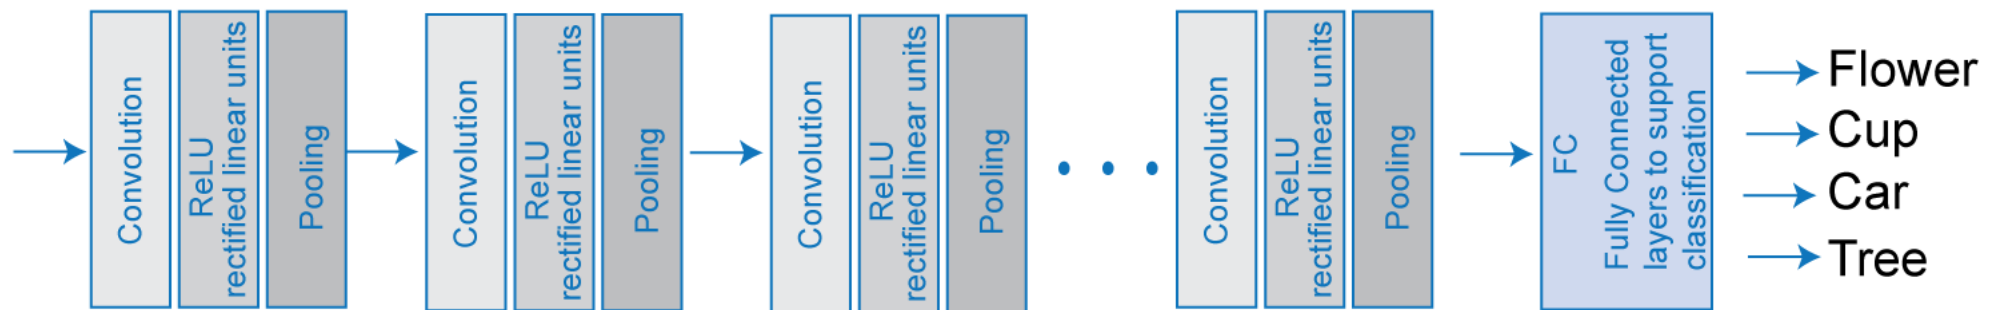 Convolution
ReLU
rectified linear units
Pooling
Convolution
ReLU
rectified linear units
Pooling
Convolution
ReLU
rectified linear units
Pooling
Convolution
ReLU
rectified linear units
Pooling
FC
Fully Connected
layers to support
classification
Flower
Cup
Car
Tree